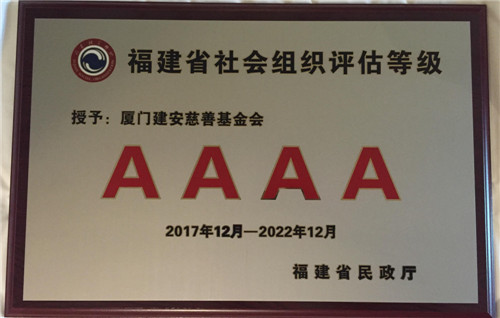 福建省社会组织评估等级
授予：厦门建安慈善基金会
AAAA
2017年12月—2022年12月
福建省民政厅